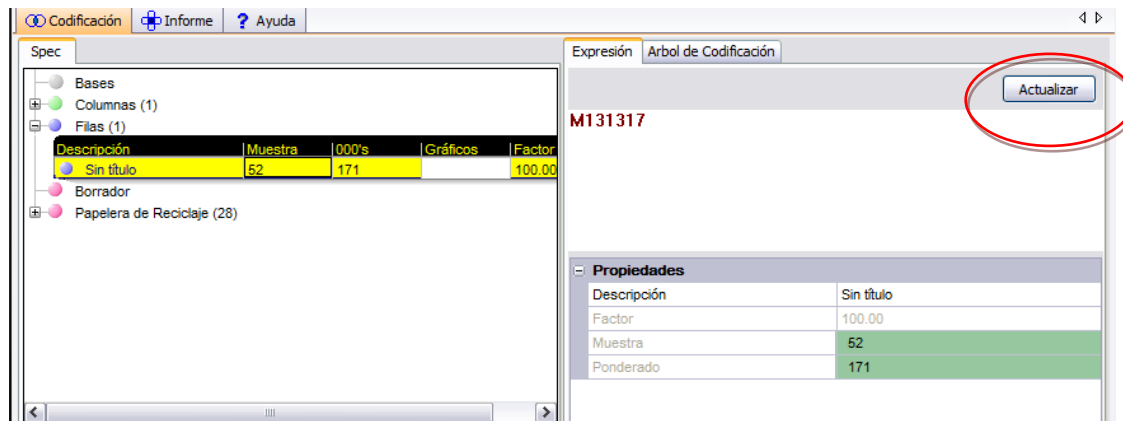 Codificación Informe ? Ayuda
Spec
Bases
Columnas (1)
Filas (1)
Descripción Muestra 000's Gráficos Factor
Sin título 52 171 100.00
Borrador
Papelera de Reciclaje (28)
Expresión Arbol de Codificación
Actualizar
M131317
Propiedades
Descripción Sin título
Factor 100.00
Muestra 52
Ponderado 171